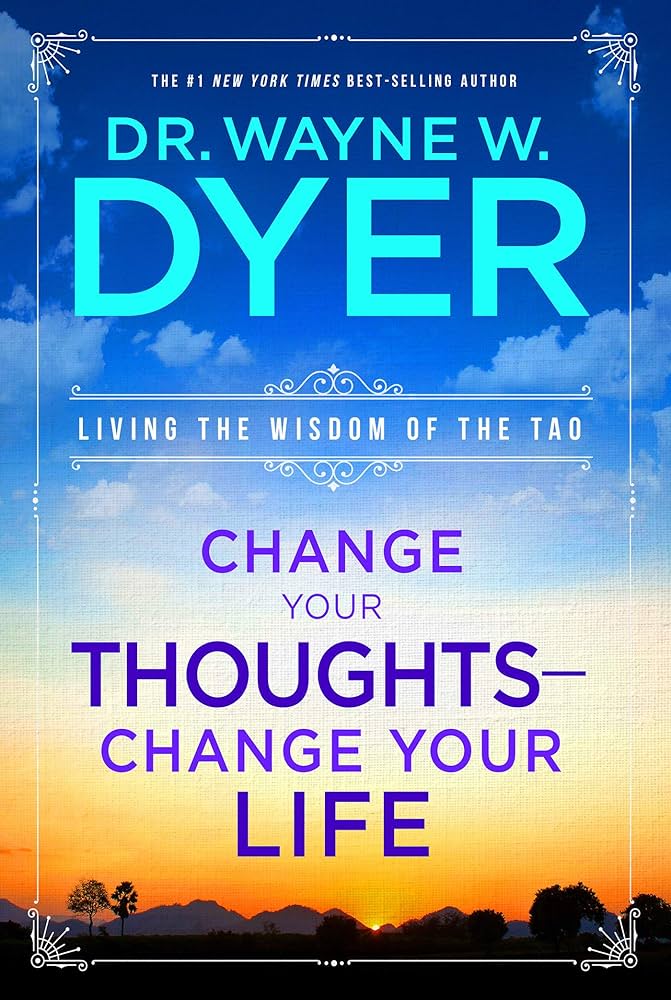 THE #1 NEW YORK TIMES BEST-SELLING AUTHOR
DR. WAYNE W.
DYER
LIVING THE WISDOM OF THE TAO
CHANGE
YOUR
THOUGHTS—
CHANGE YOUR
LIFE